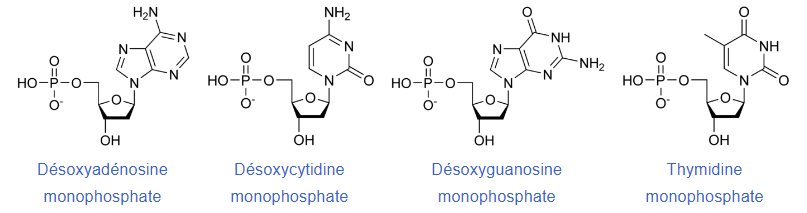 H₂N
N
N
N
N
O
HO
P
O
O⁻
O
OH
NH₂
N
N
O
O
HO
P
O
O⁻
O
OH
O
N
NH
N
N
NH₂
O
HO
P
O
O⁻
O
OH
O
NH
N
O
O
HO
P
O
O⁻
O
OH
Désoxyadénosine
monophosphate
Désoxycytidine
monophosphate
Désoxyguanosine
monophosphate
Thymidine
monophosphate